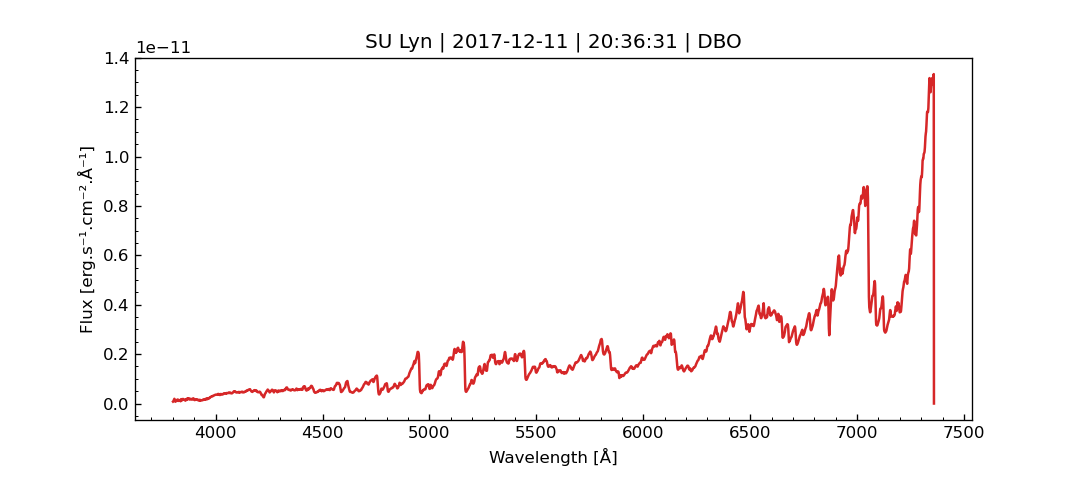 SU Lyn | 2017-12-11 | 20:36:31 | DBO
1e−11
1.4
1.2
1.0
0.8
0.6
0.4
0.2
0.0
Flux [erg.s⁻¹.cm⁻².Å⁻¹]
4000 4500 5000 5500 6000 6500 7000 7500
Wavelength [Å]